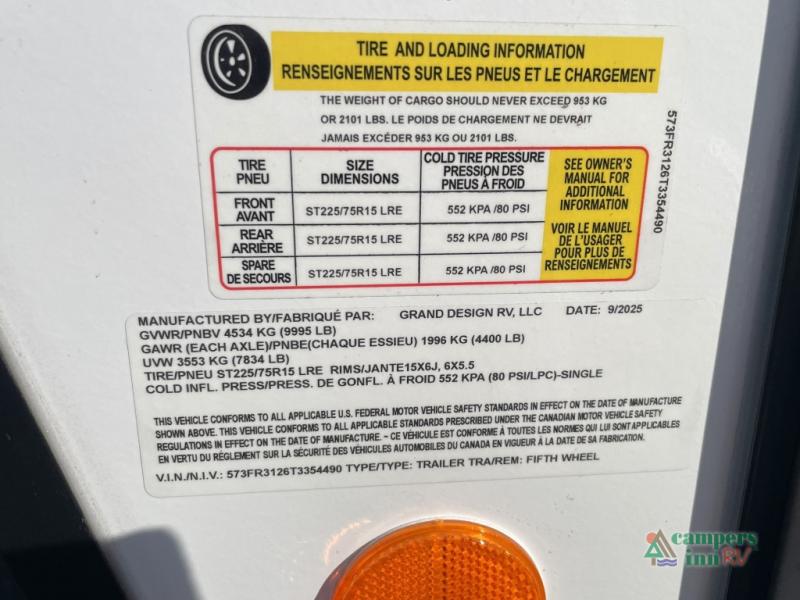 TIRE AND LOADING INFORMATION
RENSEIGNEMENTS SUR LES PNEUS ET LE CHARGEMENT
THE WEIGHT OF CARGO SHOULD NEVER EXCEED 953 KG
OR 2101 LBS. LE POIDS DE CHARGEMENT NE DEVRAIT
JAMAIS EXCÉDER 953 KG OU 2101 LBS.
TIRE
PNEU
SIZE
DIMENSIONS
COLD TIRE PRESSURE
PRESSION DES
PNEUS À FROID
FRONT
AVANT
ST225/75R15 LRE
552 KPA /80 PSI
REAR
ARRIÈRE
ST225/75R15 LRE
552 KPA /80 PSI
SPARE
DE SECOURS
ST225/75R15 LRE
552 KPA /80 PSI
SEE OWNER'S
MANUAL FOR
ADDITIONAL
INFORMATION
VOIR LE MANUEL
DE L'USAGER
POUR PLUS DE
RENSEIGNEMENTS
573FR3126T3354490
MANUFACTURED BY/FABRIQUÉ PAR: GRAND DESIGN RV, LLC DATE: 9/2025
GVWR/PNBV 4534 KG (9995 LB)
GAWR (EACH AXLE)/PNBE(CHAQUE ESSIEU) 1996 KG (4400 LB)
UVW 3553 KG (7834 LB)
TIRE/PNEU ST225/75R15 LRE RIMS/JANTE15X6J, 6X5.5
COLD INFL. PRESS/PRESS. DE GONFL. À FROID 552 KPA (80 PSI/LPC)-SINGLE
THIS VEHICLE CONFORMS TO ALL APPLICABLE U.S. FEDERAL MOTOR VEHICLE SAFETY STANDARDS IN EFFECT ON THE DATE OF MANUFACTURE
SHOWN ABOVE. THIS VEHICLE CONFORMS TO ALL APPLICABLE STANDARDS PRESCRIBED UNDER THE CANADIAN MOTOR VEHICLE SAFETY
REGULATIONS IN EFFECT ON THE DATE OF MANUFACTURE. – CE VÉHICULE EST CONFORME À TOUTES LES NORMES QUI LUI SONT APPLICABLES
EN VERTU DU RÈGLEMENT SUR LA SÉCURITÉ DES VÉHICULES AUTOMOBILES DU CANADA EN VIGUEUR À LA DATE DE SA FABRICATION.
V.I.N./N.I.V.: 573FR3126T3354490 TYPE/TYPE: TRAILER TRA/REM: FIFTH WHEEL
campers
inn RV